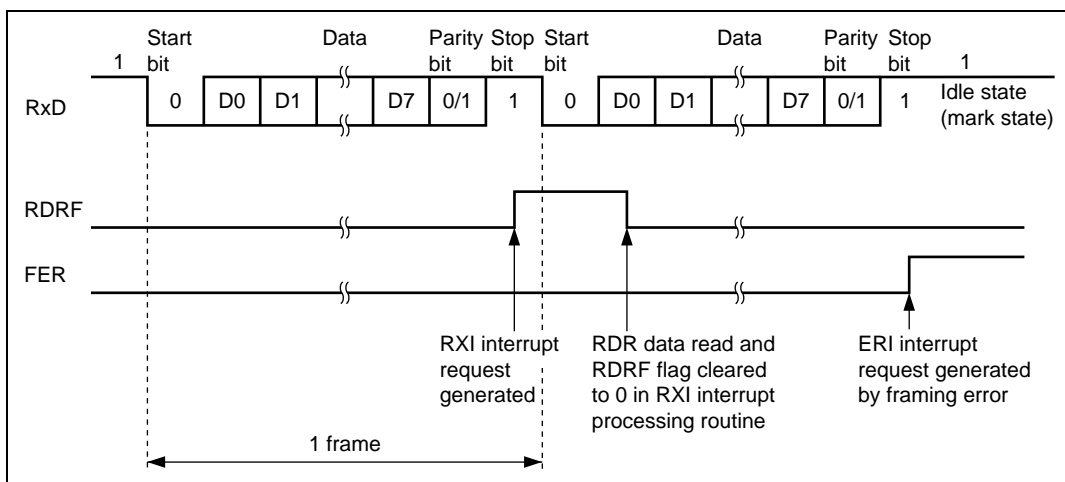 Start bit
Data
Parity bit
Stop bit
Start bit
Data
Parity bit
Stop bit
1
1
RxD
0
D0
D1
D7
0/1
1
0
D0
D1
D7
0/1
1
Idle state
(mark state)
RDRF
FER
RXI interrupt
request
generated
RDR data read and
RDRF flag cleared
to 0 in RXI interrupt
processing routine
ERI interrupt
request generated
by framing error
1 frame